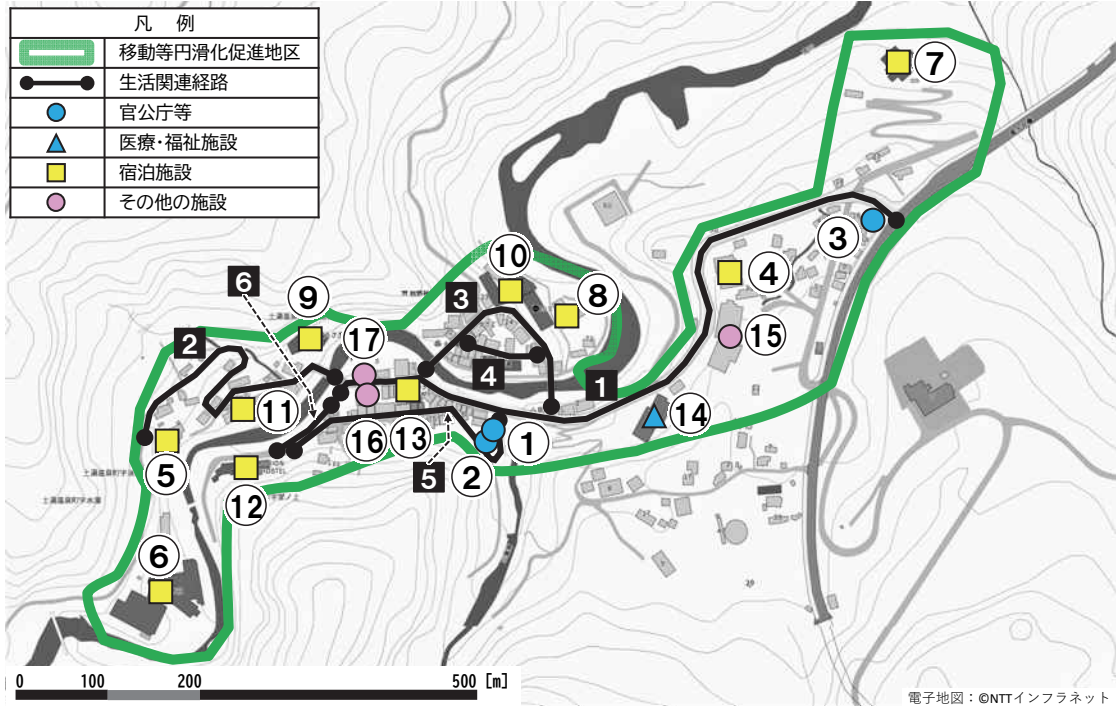 凡 例
移動等円滑化促進地区
生活関連経路
官公庁等
医療・福祉施設
宿泊施設
その他の施設
7
3
10
4
8
6
9
3
17
15
2
4
1
11
14
16
13
1
5
5
2
12
6
0 100 200 500 [m]
電子地図：©NTTインフラネット